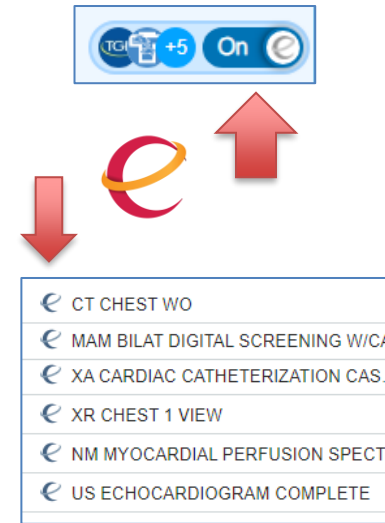 TGI +5 On
CT CHEST WO
MAM BILAT DIGITAL SCREENING W/CA
XA CARDIAC CATHETERIZATION CAS.
XR CHEST 1 VIEW
NM MYOCARDIAL PERFUSION SPECT
US ECHOCARDIOGRAM COMPLETE